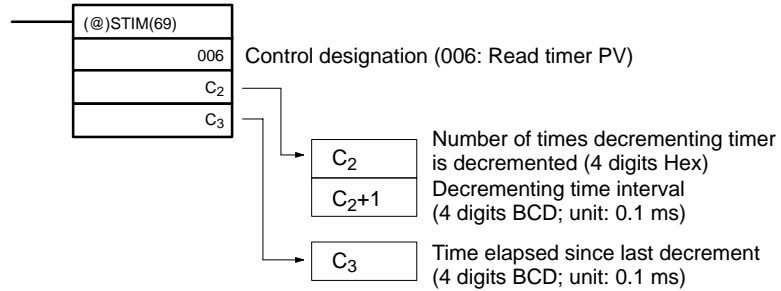 (@)STIM(69)
006 Control designation (006: Read timer PV)
C2
C3
C2 Number of times decrementing timer
is decremented (4 digits Hex)
C2+1 Decrementing time interval
(4 digits BCD; unit: 0.1 ms)
C3 Time elapsed since last decrement
(4 digits BCD; unit: 0.1 ms)